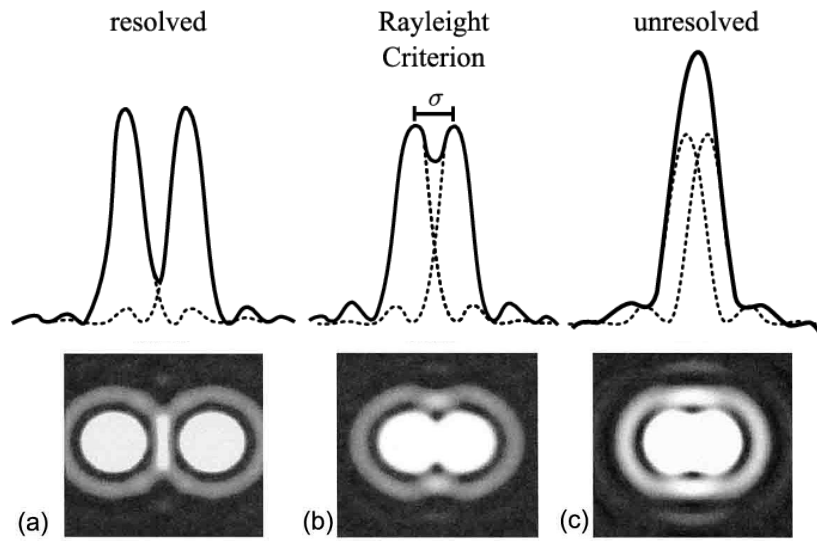 resolved
Rayleight
Criterion
unresolved
σ
(a)
(b)
(c)